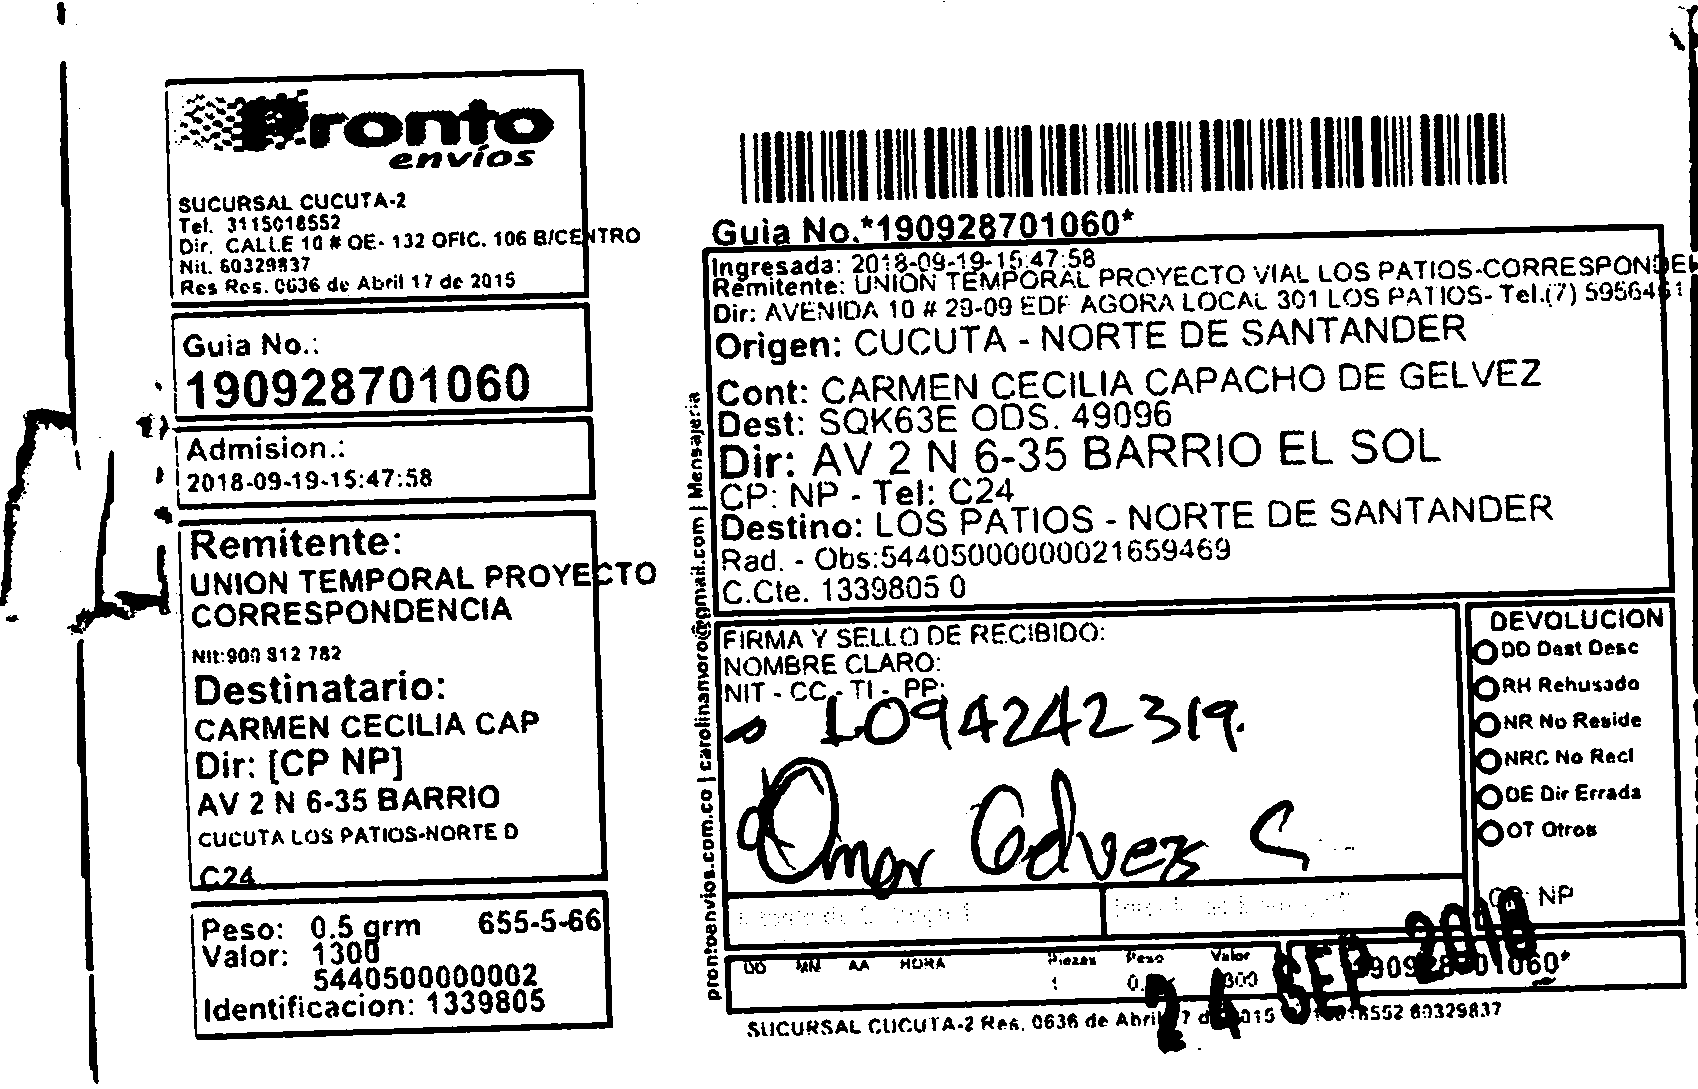 Pronto
envíos
SUCURSAL CUCUTA-2
Tel. 3115018552
Dir. CALLE 10 # OE- 132 OFIC. 106 B/CENTRO
Nit. 60329837
Res Res. 0636 de Abril 17 de 2015
Guia No.:
190928701060
Admision.:
2018-09-19-15:47:58
Remitente:
UNION TEMPORAL PROYECTO
CORRESPONDENCIA
Nit:900 812 782
Destinatario:
CARMEN CECILIA CAP
Dir: [CP NP]
AV 2 N 6-35 BARRIO
CUCUTA LOS PATIOS-NORTE D
C24
Peso: 0.5 grm 655-5-66
Valor: 1300
5440500000002
Identificacion: 1339805
prontoenvios.com.co | carolinamoro@gmail.com | Mensajeria
Guia No.*190928701060*
Ingresada: 2018-09-19-15:47:58
Remitente: UNION TEMPORAL PROYECTO VIAL LOS PATIOS-CORRESPONDE
Dir: AVENIDA 10 # 29-09 EDF AGORA LOCAL 301 LOS PATIOS- Tel.(7) 5956461
Origen: CUCUTA - NORTE DE SANTANDER
Cont: CARMEN CECILIA CAPACHO DE GELVEZ
Dest: SQK63E ODS. 49096
Dir: AV 2 N 6-35 BARRIO EL SOL
CP: NP - Tel: C24
Destino: LOS PATIOS - NORTE DE SANTANDER
Rad. - Obs:54405000000021659469
C.Cte. 1339805 0
FIRMA Y SELLO DE RECIBIDO:
NOMBRE CLARO:
NIT - CC - TI - PP:
1094242319.
Omar Gelvez C
DEVOLUCION
DD Dest Desc
RH Rehusado
NR No Reside
NRC No Recl
DE Dir Errada
OT Otros
NP
DD MN AA HORA Piezas Peso Valor
1 0. 300 190928701060*
24 SEP 2018
SUCURSAL CUCUTA-2 Res. 0636 de Abril 17 de 2015 3115018552 60329837